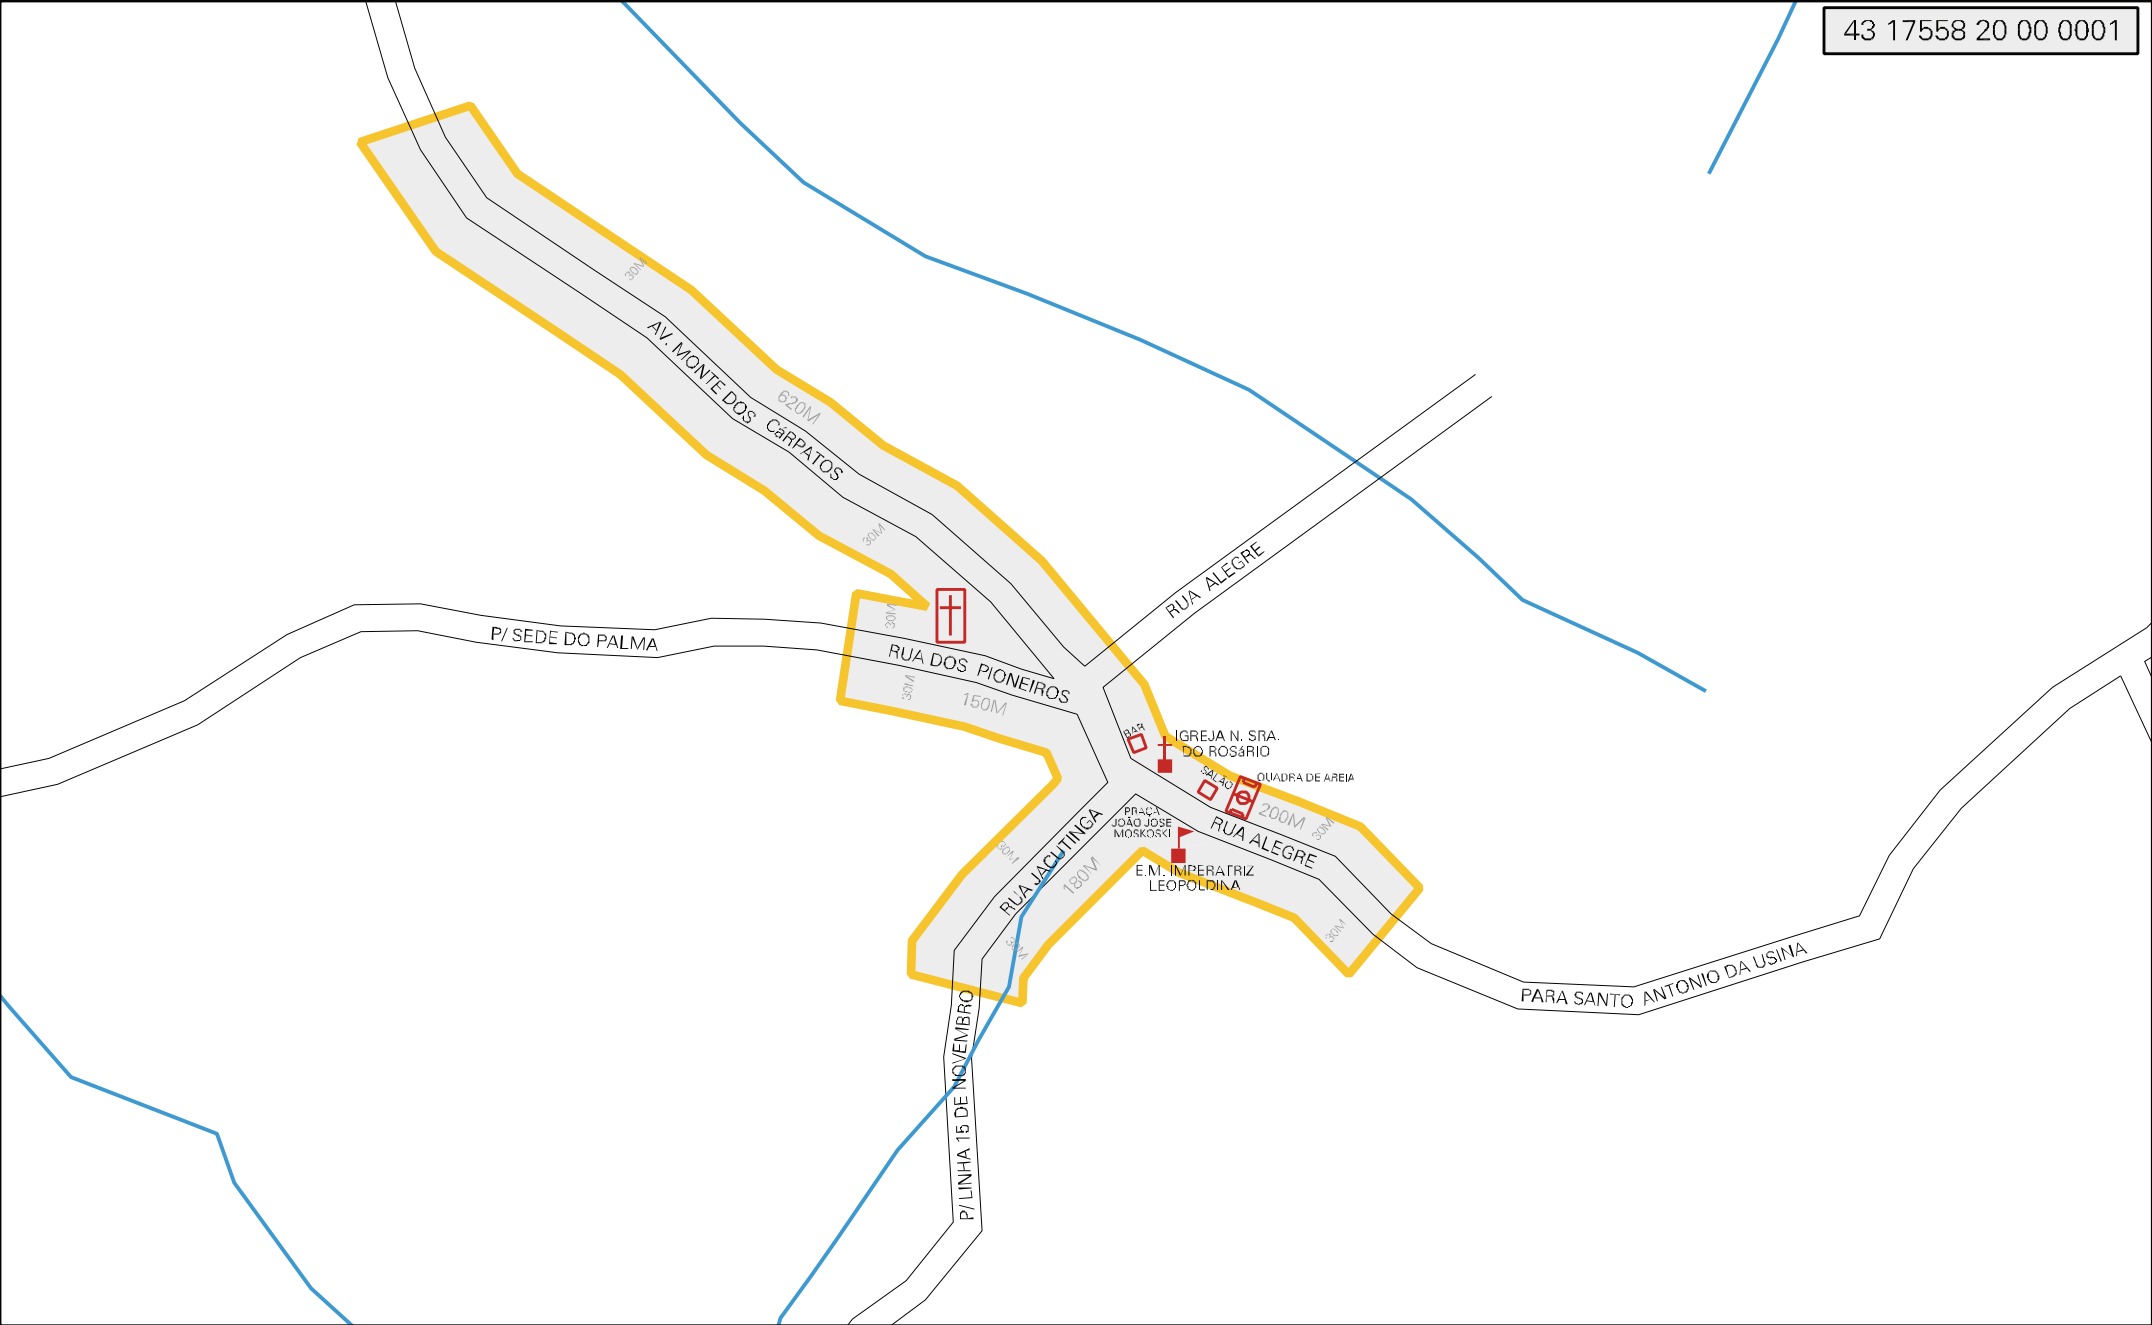 43 17558 20 00 0001
30M
AV. MONTE DOS CáRPATOS
620M
30M
RUA ALEGRE
30M
P/ SEDE DO PALMA
RUA DOS PIONEIROS
30M
150M
BAR
IGREJA N. SRA.
DO ROSáRIO
SALÃO
QUADRA DE AREIA
200M
30M
PRAÇA
JOÃO JOSE
MOSKOSKI
RUA ALEGRE
RUA JACUTINGA
30M
180M
E.M. IMPERATRIZ
LEOPOLDINA
30M
30M
PARA SANTO ANTONIO DA USINA
P/ LINHA 15 DE NOVEMBRO